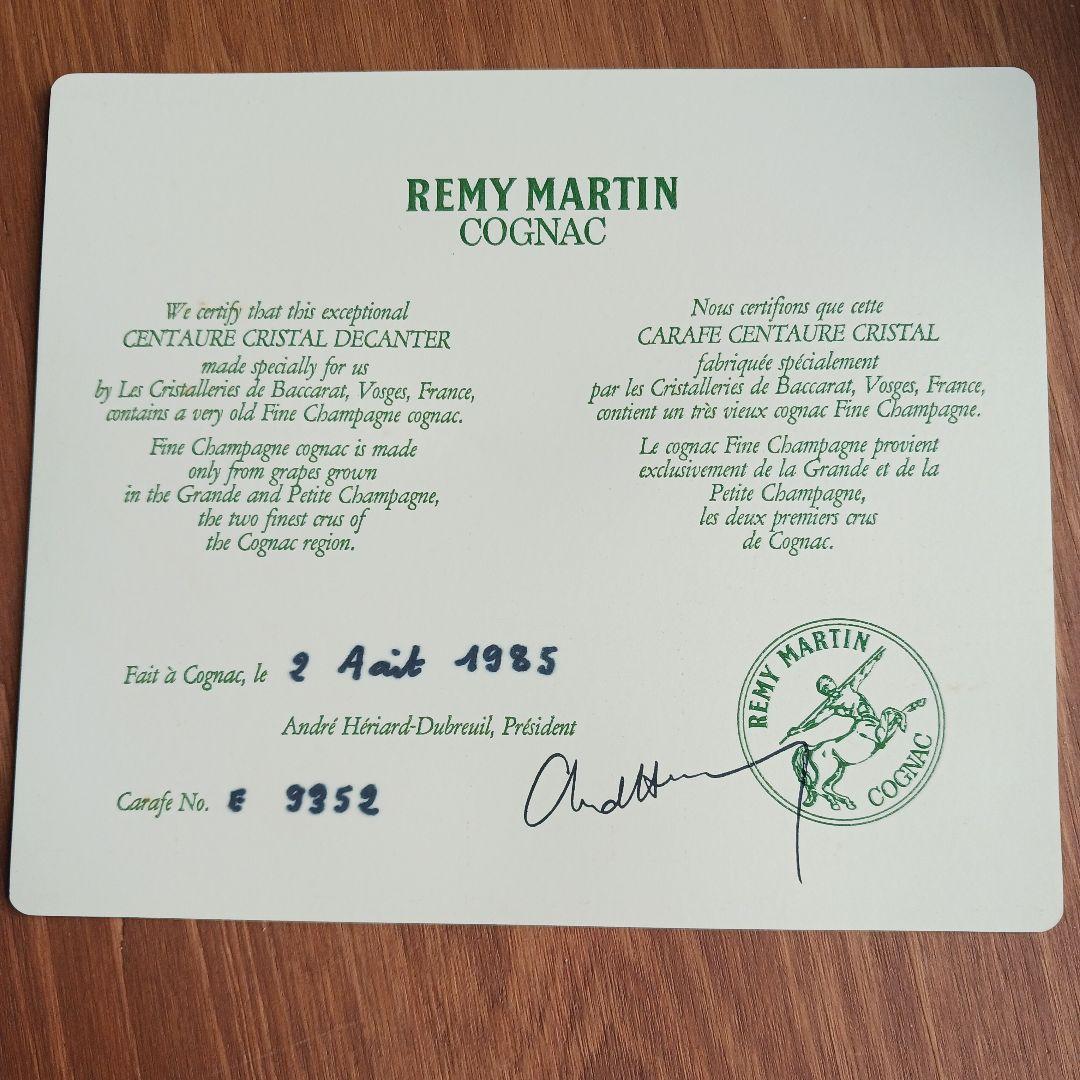 REMY MARTIN
COGNAC
We certify that this exceptional
CENTAURE CRISTAL DECANTER
made specially for us
by Les Cristalleries de Baccarat, Vosges, France,
contains a very old Fine Champagne cognac.
Fine Champagne cognac is made
only from grapes grown
in the Grande and Petite Champagne,
the two finest crus of
the Cognac region.
Nous certifions que cette
CARAFE CENTAURE CRISTAL
fabriquée spécialement
par les Cristalleries de Baccarat, Vosges, France,
contient un très vieux cognac Fine Champagne.
Le cognac Fine Champagne provient
exclusivement de la Grande et de la
Petite Champagne,
les deux premiers crus
de Cognac.
Fait à Cognac, le 2 Août 1985
André Hériard-Dubreuil, Président
Carafe No. E 9352
REMY MARTIN
COGNAC